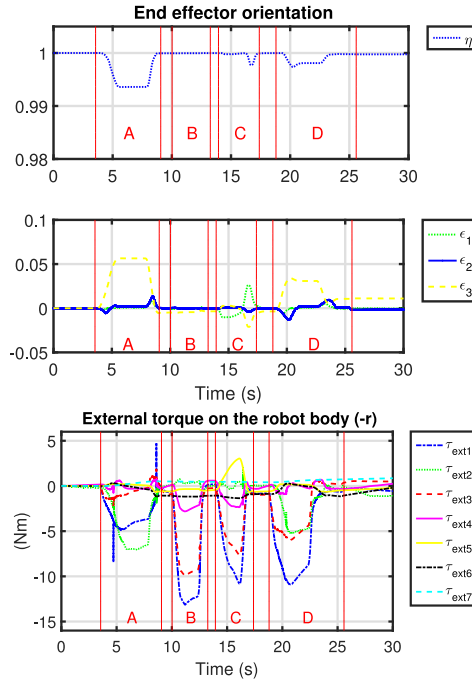 End effector orientation
1
0.99
0.98
A B C D
0 5 10 15 20 25 30
η
0.1
0.05
0
-0.05
A B C D
0 5 10 15 20 25 30
Time (s)
ϵ1
ϵ2
ϵ3
External torque on the robot body (-r)
(Nm)
5
0
-5
-10
-15
A B C D
0 5 10 15 20 25 30
Time (s)
τext1
τext2
τext3
τext4
τext5
τext6
τext7